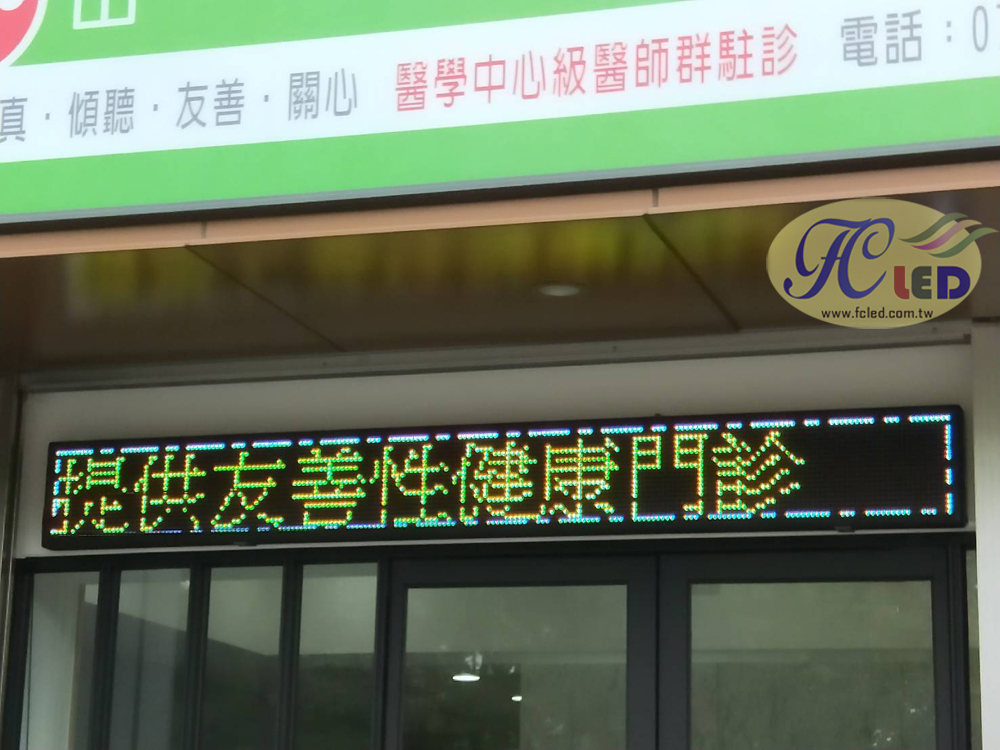 真·傾聽·友善·關心 醫學中心級醫師群駐診 電話：0
FC LED
www.fcled.com.tw
提供友善性健康門診